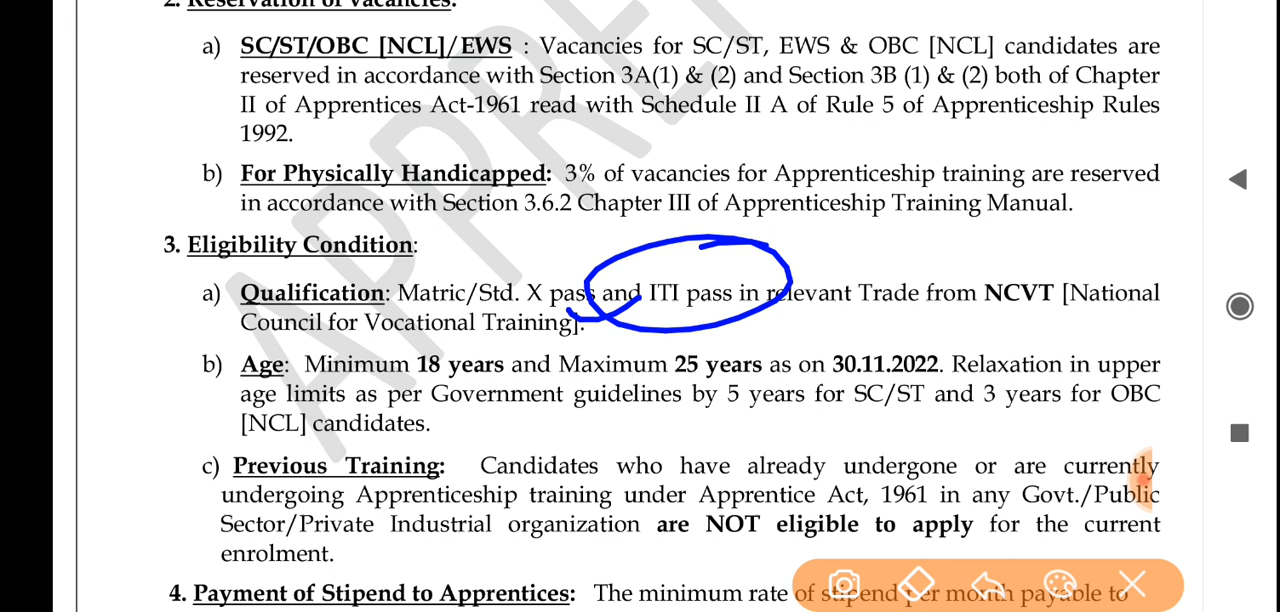 2. Reservation of vacancies:
a) SC/ST/OBC [NCL]/EWS : Vacancies for SC/ST, EWS & OBC [NCL] candidates are
reserved in accordance with Section 3A(1) & (2) and Section 3B (1) & (2) both of Chapter
II of Apprentices Act-1961 read with Schedule II A of Rule 5 of Apprenticeship Rules
1992.
b) For Physically Handicapped: 3% of vacancies for Apprenticeship training are reserved
in accordance with Section 3.6.2 Chapter III of Apprenticeship Training Manual.
3. Eligibility Condition:
a) Qualification: Matric/Std. X pass and ITI pass in relevant Trade from NCVT [National
Council for Vocational Training].
b) Age: Minimum 18 years and Maximum 25 years as on 30.11.2022. Relaxation in upper
age limits as per Government guidelines by 5 years for SC/ST and 3 years for OBC
[NCL] candidates.
c) Previous Training: Candidates who have already undergone or are currently
undergoing Apprenticeship training under Apprentice Act, 1961 in any Govt./Public
Sector/Private Industrial organization are NOT eligible to apply for the current
enrolment.
4. Payment of Stipend to Apprentices: The minimum rate of stipend per month payable to
APPRE